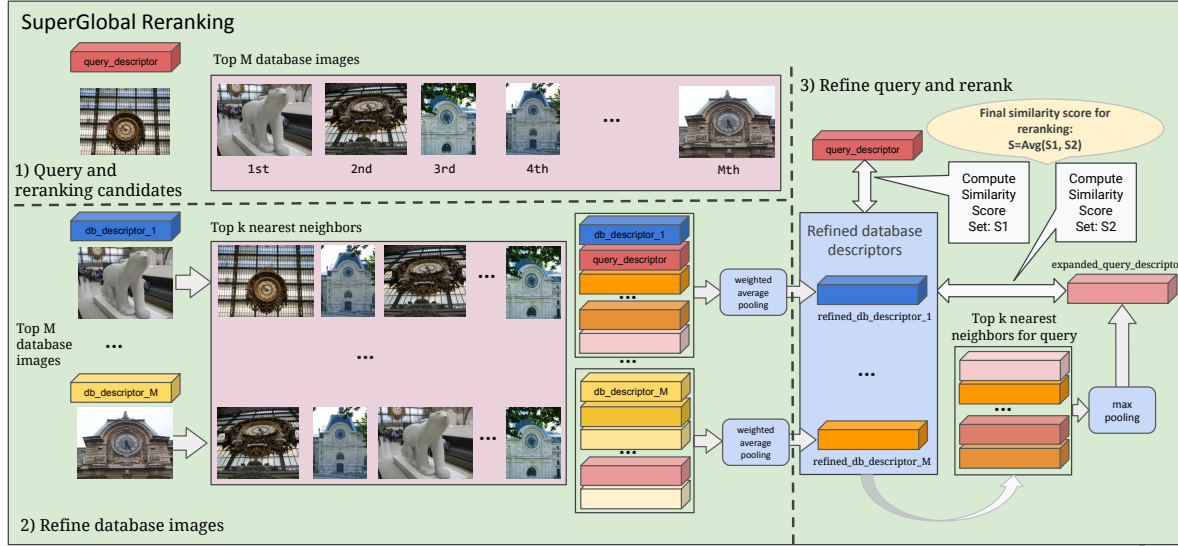 SuperGlobal Reranking
query_descriptor
Top M database images
...
1st
2nd
3rd
4th
Mth
1) Query and
reranking candidates
db_descriptor_1
Top k nearest neighbors
...
Top M
database
images
...
...
db_descriptor_M
...
2) Refine database images
db_descriptor_1
query_descriptor
...
...
db_descriptor_M
...
weighted
average
pooling
weighted
average
pooling
3) Refine query and rerank
Final similarity score for
reranking:
S=Avg(S1, S2)
query_descriptor
Compute
Similarity
Score
Set: S1
Compute
Similarity
Score
Set: S2
Refined database
descriptors
refined_db_descriptor_1
...
refined_db_descriptor_M
expanded_query_descriptor
Top k nearest
neighbors for query
...
max
pooling